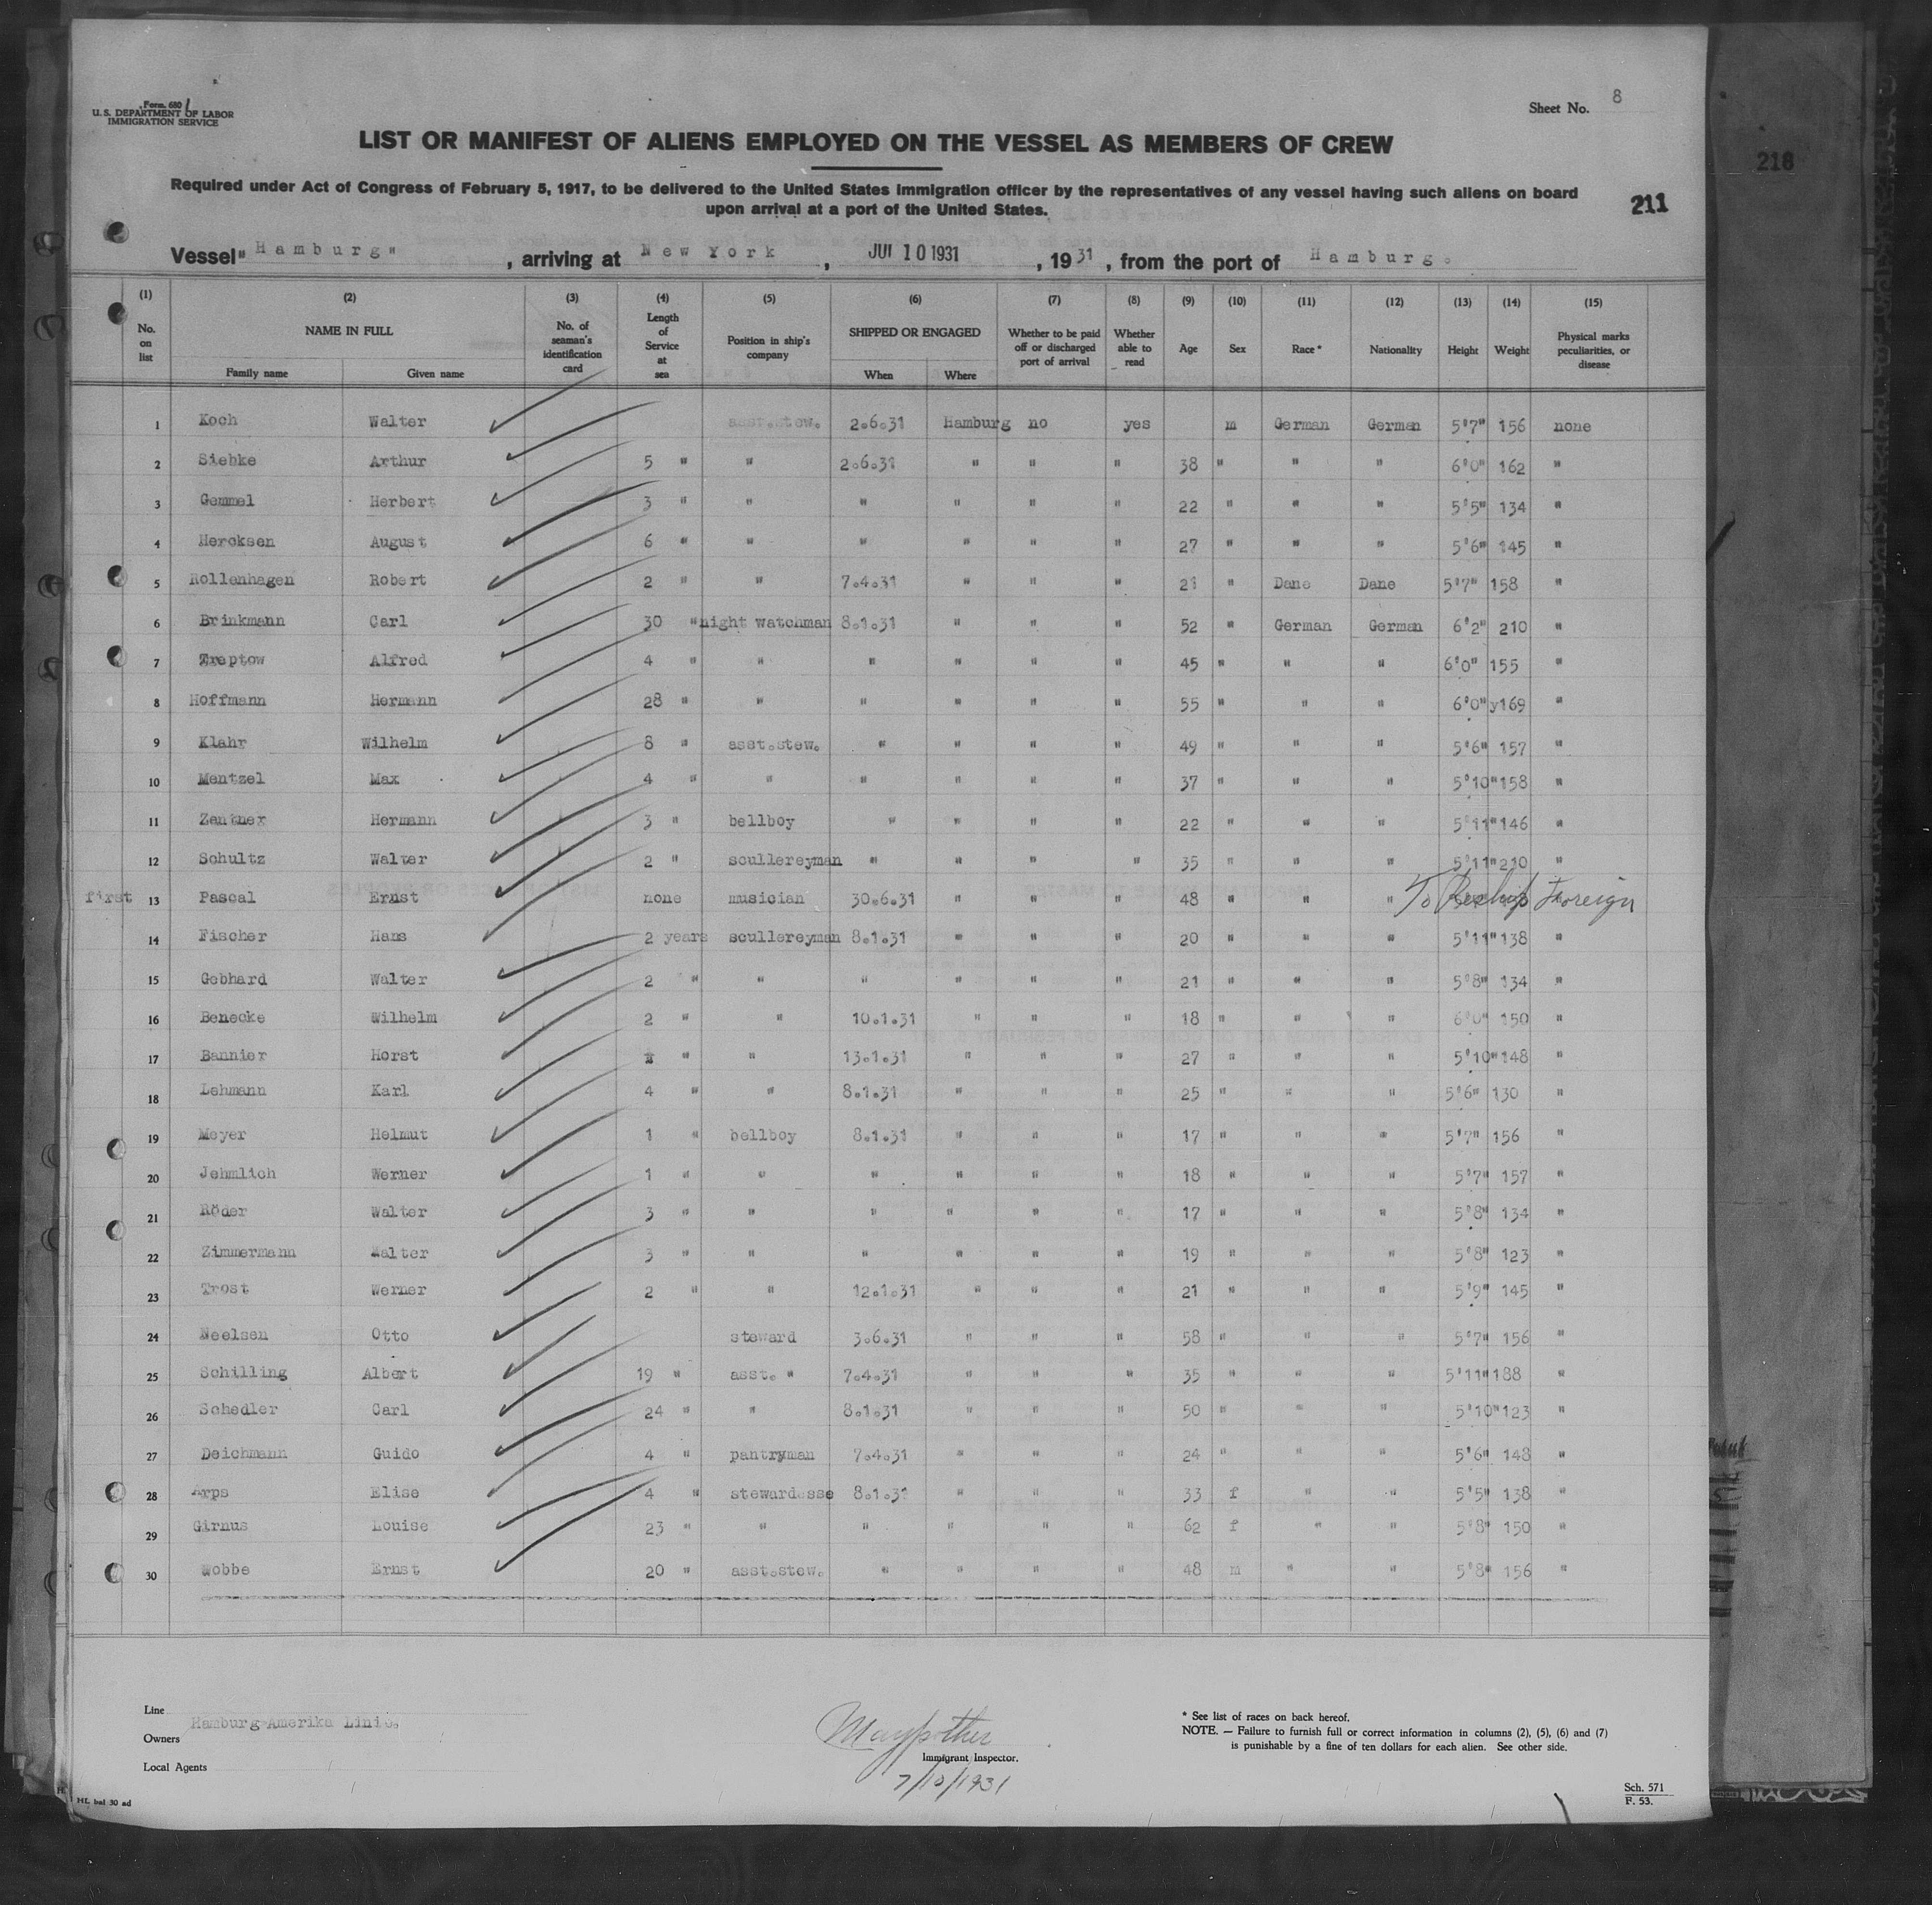 Form 680
U. S. DEPARTMENT OF LABOR
IMMIGRATION SERVICE
Sheet No. 8
LIST OR MANIFEST OF ALIENS EMPLOYED ON THE VESSEL AS MEMBERS OF CREW
Required under Act of Congress of February 5, 1917, to be delivered to the United States Immigration officer by the representatives of any vessel having such aliens on board
upon arrival at a port of the United States.
211
218
Vessel "Hamburg" , arriving at New York , JUL 10 1931 , 1931 , from the port of Hamburg.
(1) (2) (3) (4) (5) (6) (7) (8) (9) (10) (11) (12) (13) (14) (15)
No. on list NAME IN FULL Family name Given name No. of seaman's identification card Length of Service at sea Position in ship's company SHIPPED OR ENGAGED When Where Whether to be paid off or discharged port of arrival Whether able to read Age Sex Race* Nationality Height Weight Physical marks peculiarities, or disease
1 Koch Walter asst.stew. 2.6.31 Hamburg no yes m German German 5'7" 156 none
2 Siebke Arthur 5 " " 2.6.31 " " " 38 " " " 6'0" 162 "
3 Gemmel Herbert 3 " " " " " " 22 " " " 5'5" 134 "
4 Hercksen August 6 " " " " " " 27 " " " 5'6" 145 "
5 Rollenhagen Robert 2 " " 7.4.31 " " " 21 " Dane Dane 5'7" 158 "
6 Brinkmann Carl 30 " night watchman 8.1.31 " " " 52 " German German 6'2" 210 "
7 Treptow Alfred 4 " " " " " " 45 " " " 6'0" 155 "
8 Hoffmann Hermann 28 " " " " " " 55 " " " 6'0" y169 "
9 Klahr Wilhelm 8 " asst.stew. " " " " 49 " " " 5'6" 157 "
10 Mentzel Max 4 " " " " " " 37 " " " 5'10" 158 "
11 Zentner Hermann 3 " bellboy " " " " 22 " " " 5'11" 146 "
12 Schultz Walter 2 " scullereyman " " " " 35 " " " 5'11" 210 "
first 13 Pascal Ernst none musician 30.6.31 " " " 48 " " " To Reship Foreign
14 Fischer Hans 2 years scullereyman 8.1.31 " " " 20 " " " 5'11" 138 "
15 Gebhard Walter 2 " " " " " " 21 " " " 5'8" 134 "
16 Benecke Wilhelm 2 " " 10.1.31 " " " 18 " " " 6'0" 150 "
17 Bannier Horst " " 13.1.31 " " " 27 " " " 5'10" 148 "
18 Lehmann Karl 4 " " 8.1.31 " " " 25 " " " 5'6" 130 "
19 Meyer Helmut 1 " bellboy 8.1.31 " " " 17 " " " 5'7" 156 "
20 Jehmlich Werner 1 " " " " " " 18 " " " 5'7" 157 "
21 Röder Walter 3 " " " " " " 17 " " " 5'8" 134 "
22 Zimmermann Walter 3 " " " " " " 19 " " " 5'8" 123 "
23 Trost Werner 2 " " 12.1.31 " " " 21 " " " 5'9" 145 "
24 Neelsen Otto steward 3.6.31 " " " 58 " " " 5'7" 156 "
25 Schilling Albert 19 " asst. " 7.4.31 " " " 35 " " " 5'11" 188 "
26 Schedler Carl 24 " " 8.1.31 " " " 50 " " " 5'10" 123 "
27 Deichmann Guido 4 " pantryman 7.4.31 " " " 24 " " " 5'6" 148 "
28 Arps Elise 4 " stewardesse 8.1.31 " " " 33 f " " 5'5" 138 "
29 Girnus Louise 23 " " " " " " 62 f " " 5'8" 150 "
30 Wobbe Ernst 20 " asst.stew. " " " " 48 m " " 5'8" 156 "
Line
Hamburg-Amerika Linie.
Owners
Local Agents
Immigrant Inspector.
7/10/1931
* See list of races on back hereof.
NOTE. — Failure to furnish full or correct information in columns (2), (5), (6) and (7)
is punishable by a fine of ten dollars for each alien. See other side.
Sch. 571
F. 53.
HL bal 30 ad